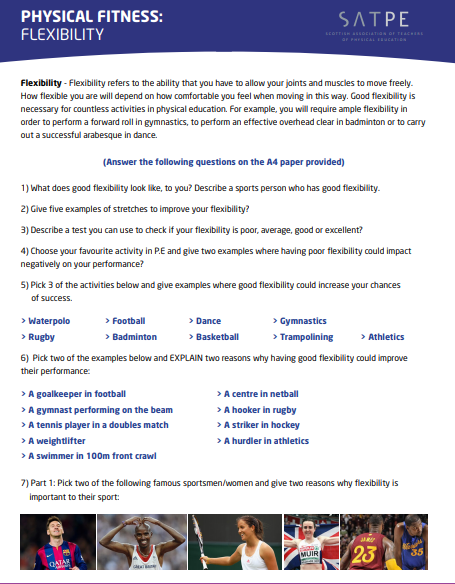 PHYSICAL FITNESS:
FLEXIBILITY
SATPE
SCOTTISH ASSOCIATION OF TEACHERS
OF PHYSICAL EDUCATION
Flexibility - Flexibility refers to the ability that you have to allow your joints and muscles to move freely.
How flexible you are will depend on how comfortable you feel when moving in this way. Good flexibility is
necessary for countless activities in physical education. For example, you will require ample flexibility in
order to perform a forward roll in gymnastics, to perform an effective overhead clear in badminton or to carry
out a successful arabesque in dance.
(Answer the following questions on the A4 paper provided)
1) What does good flexibility look like, to you? Describe a sports person who has good flexibility.
2) Give five examples of stretches to improve your flexibility?
3) Describe a test you can use to check if your flexibility is poor, average, good or excellent?
4) Choose your favourite activity in P.E and give two examples where having poor flexibility could impact
negatively on your performance?
5) Pick 3 of the activities below and give examples where good flexibility could increase your chances
of success.
> Waterpolo > Football > Dance > Gymnastics
> Rugby > Badminton > Basketball > Trampolining > Athletics
6) Pick two of the examples below and EXPLAIN two reasons why having good flexibility could improve
their performance:
> A goalkeeper in football > A centre in netball
> A gymnast performing on the beam > A hooker in rugby
> A tennis player in a doubles match > A striker in hockey
> A weightlifter > A hurdler in athletics
> A swimmer in 100m front crawl
7) Part 1: Pick two of the following famous sportsmen/women and give two reasons why flexibility is
important to their sport:
QATAR
GREAT BRITAIN
MUIR
JAMES
23
35